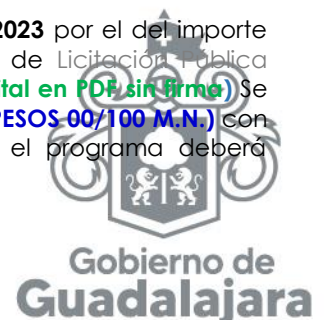 2023 por el del importe
de Licitación Pública
tal en PDF sin firma) Se
PESOS 00/100 M.N.) con
el programa deberá
Gobierno de
Guadalajara